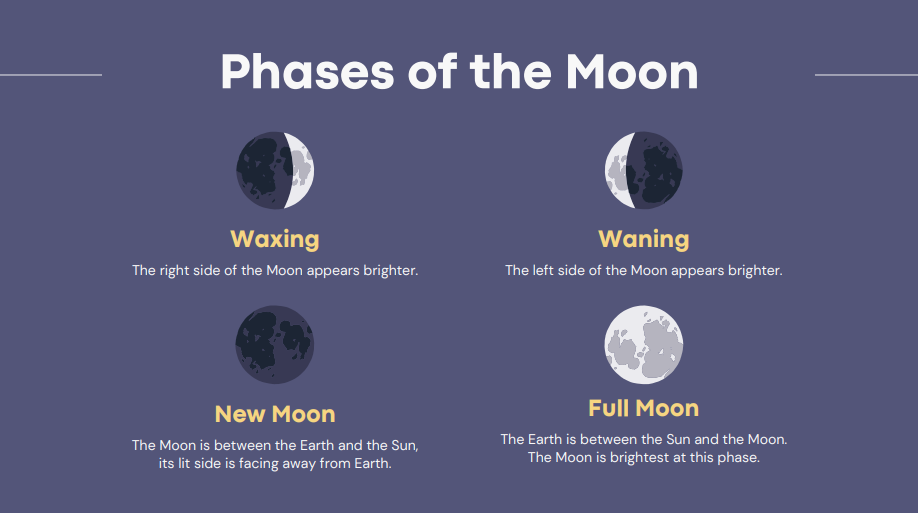 Phases of the Moon
Waxing
The right side of the Moon appears brighter.
Waning
The left side of the Moon appears brighter.
New Moon
The Moon is between the Earth and the Sun,
its lit side is facing away from Earth.
Full Moon
The Earth is between the Sun and the Moon.
The Moon is brightest at this phase.